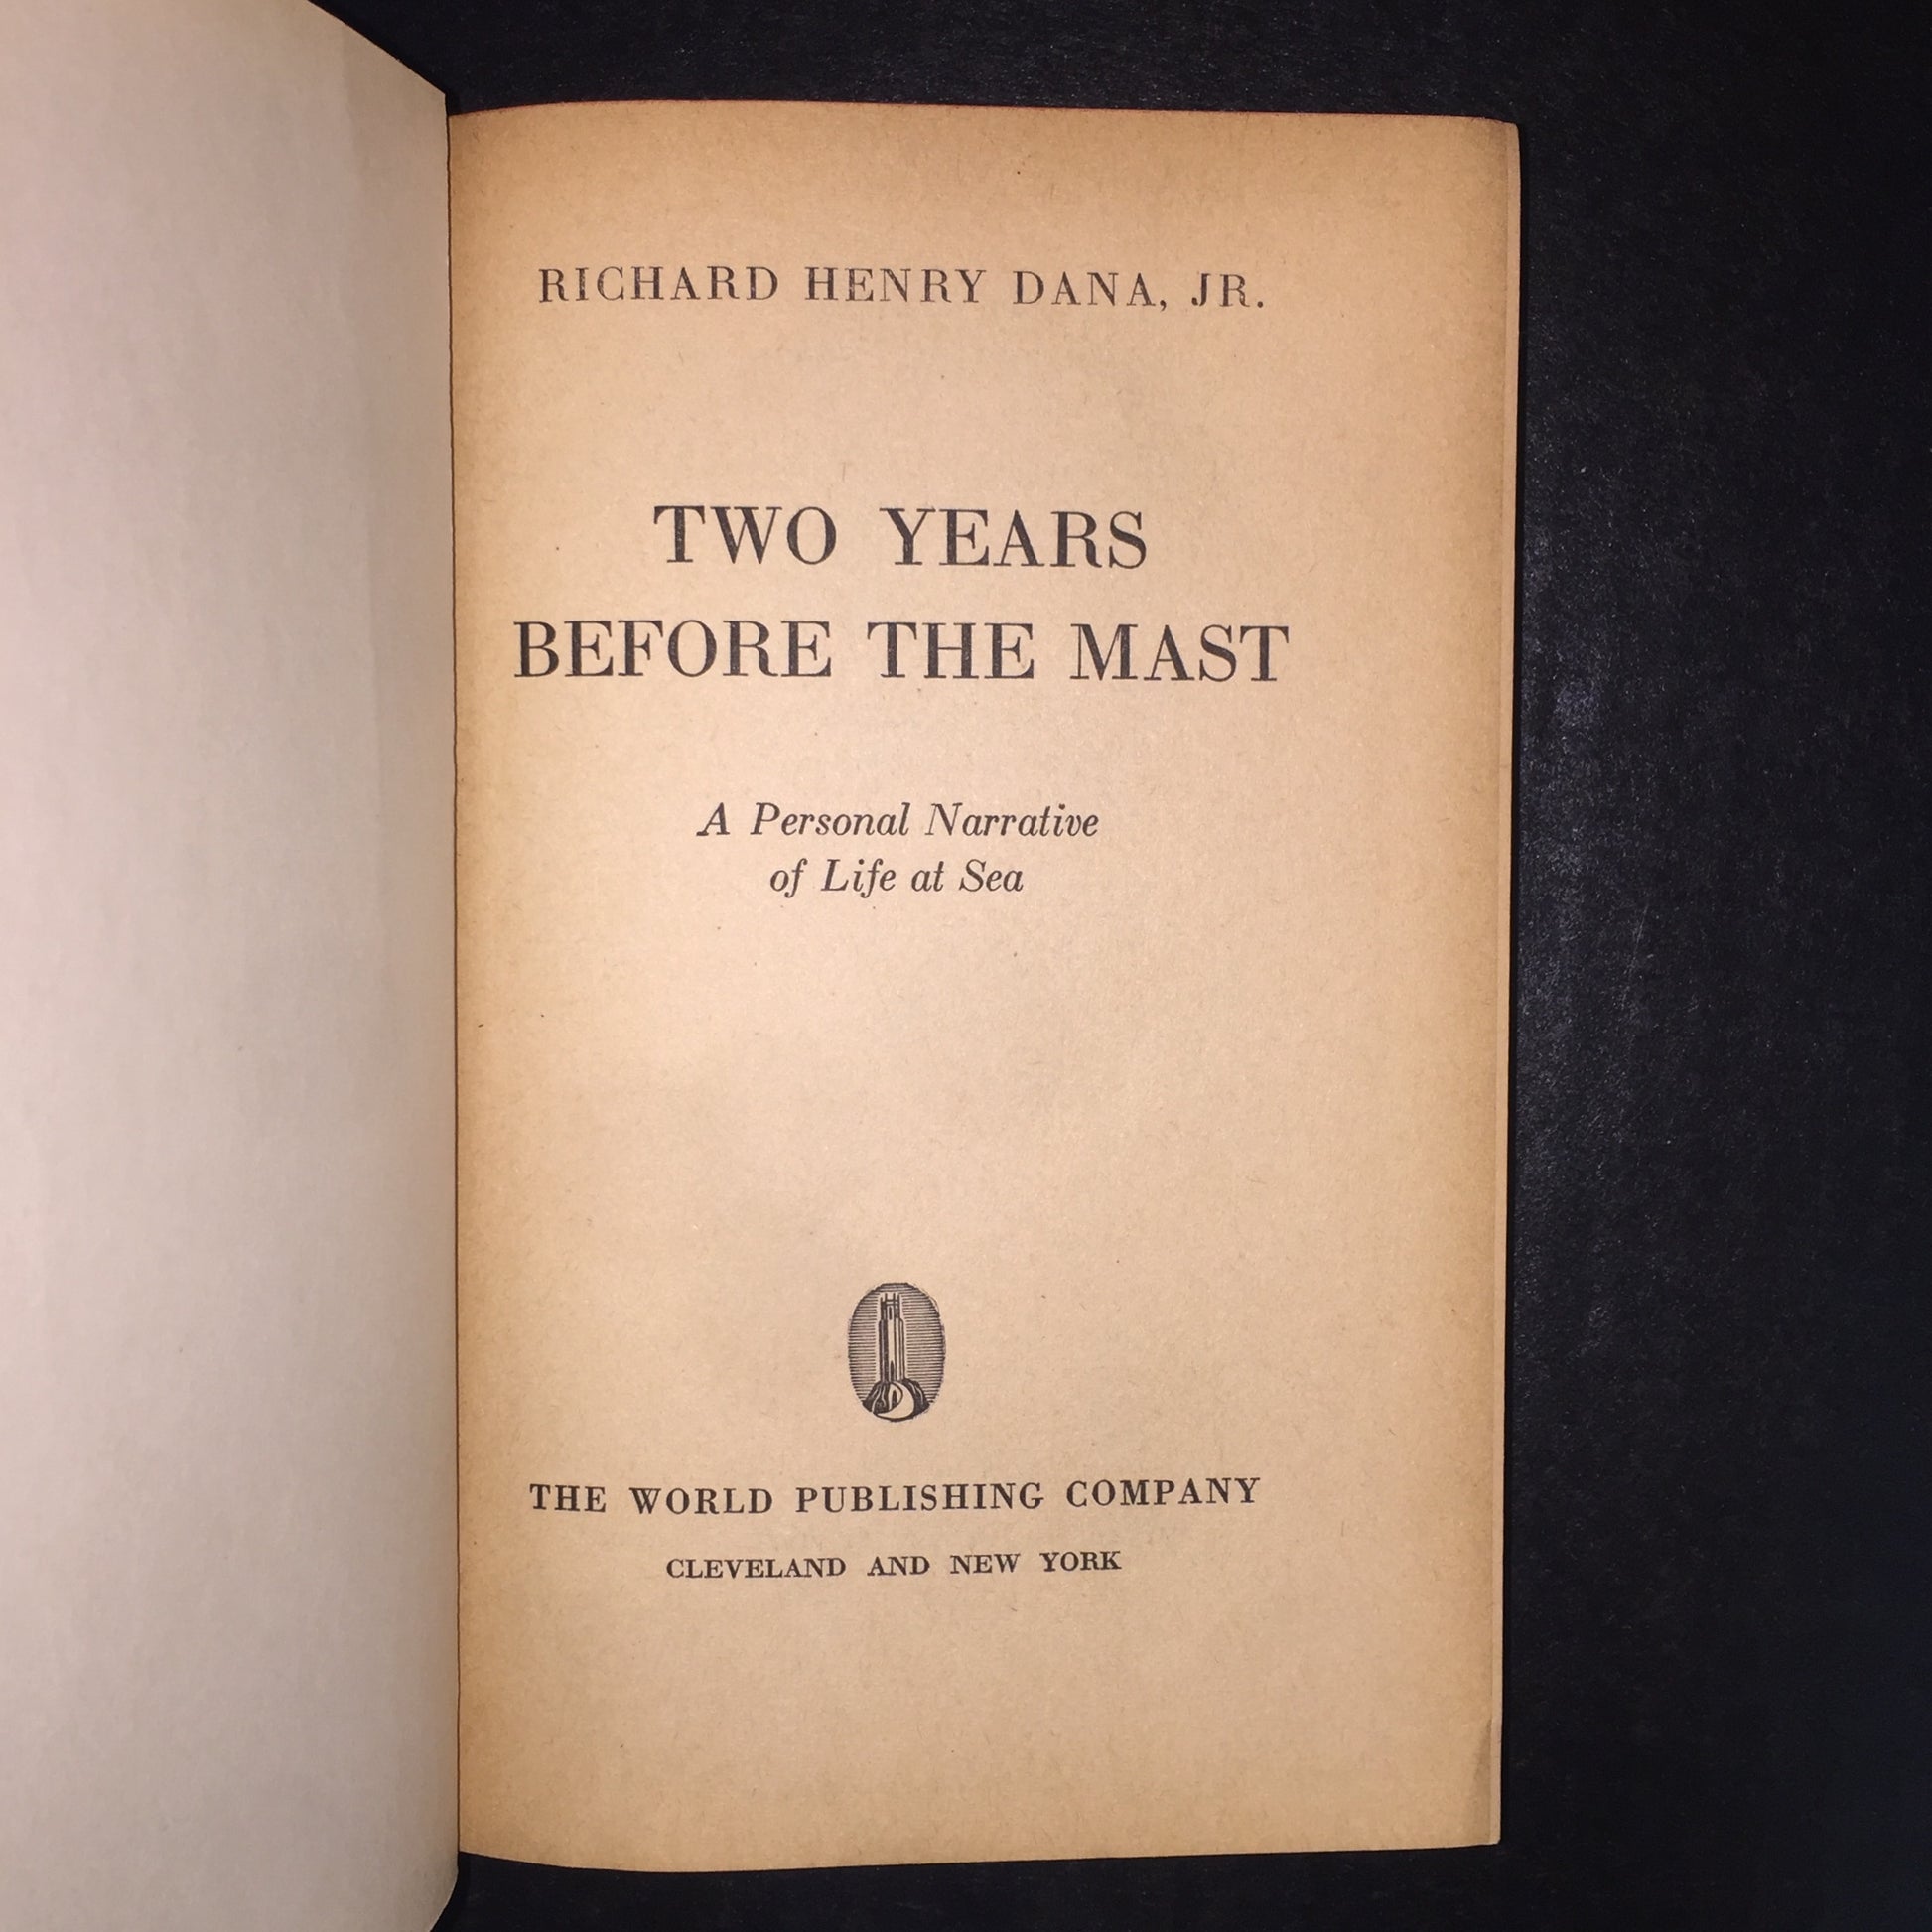 RICHARD HENRY DANA, JR.
TWO YEARS
BEFORE THE MAST
A Personal Narrative
of Life at Sea
THE WORLD PUBLISHING COMPANY
CLEVELAND AND NEW YORK